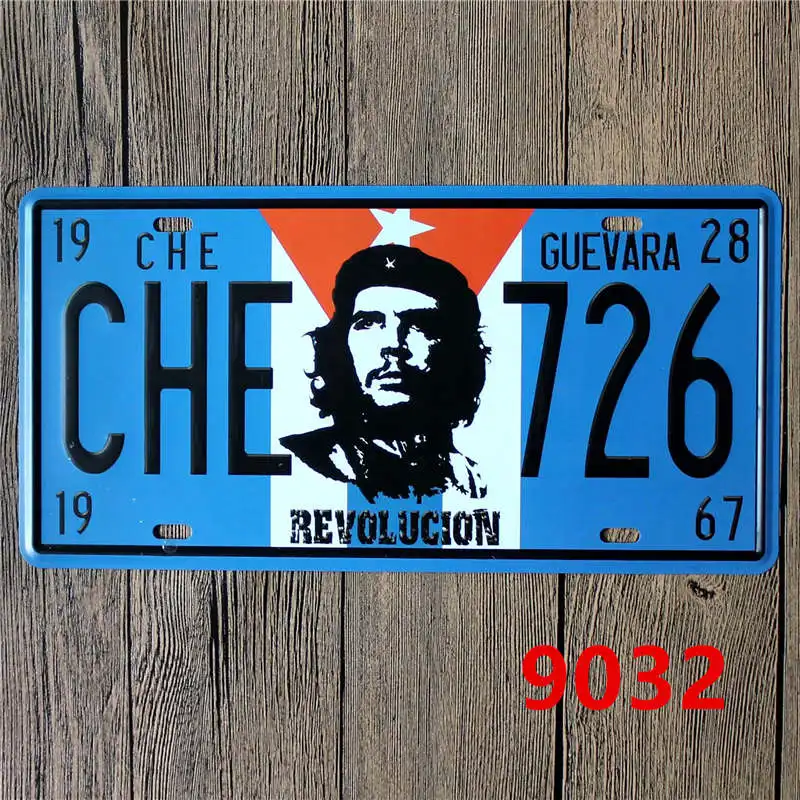 19 CHE GUEVARA 28
CHE 726
19 REVOLUCION 67
9032